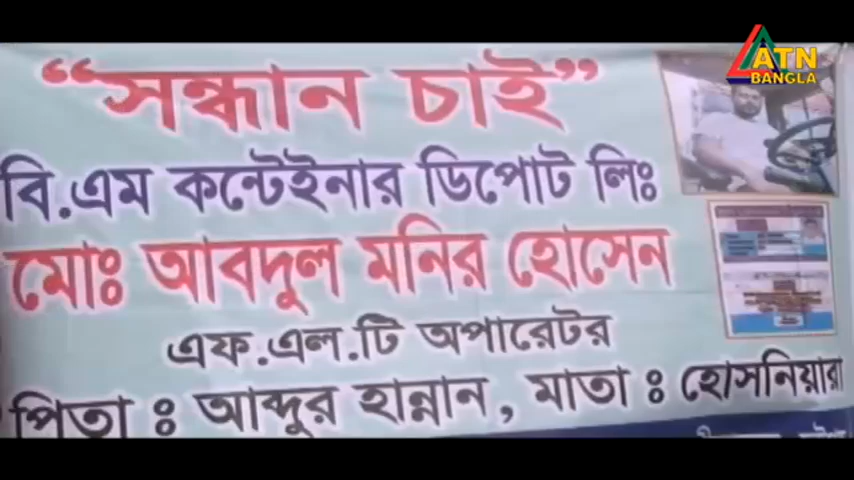 ATN
BANGLA
“সন্ধান চাই”
বি.এম কন্টেইনার ডিপোট লিঃ
মোঃ আবদুল মনির হোসেন
এফ.এল.টি অপারেটর
পিতা : আব্দুর হান্নান, মাতা : হোসনিয়ারা